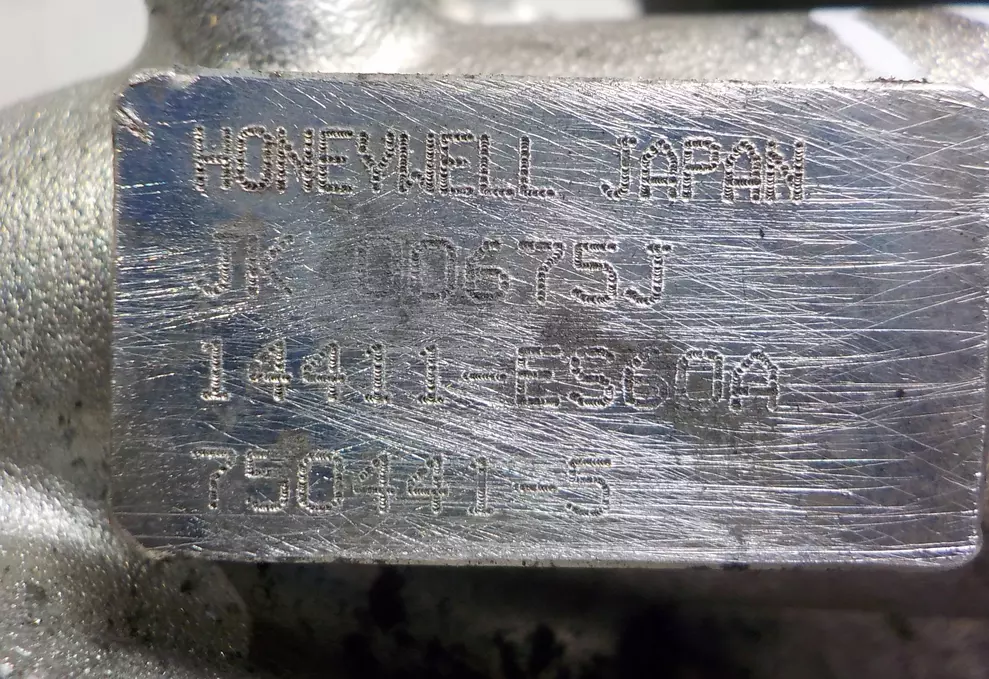 HONEYWELL JAPAN
JK 0D675J
14411-ES60A
750441-5